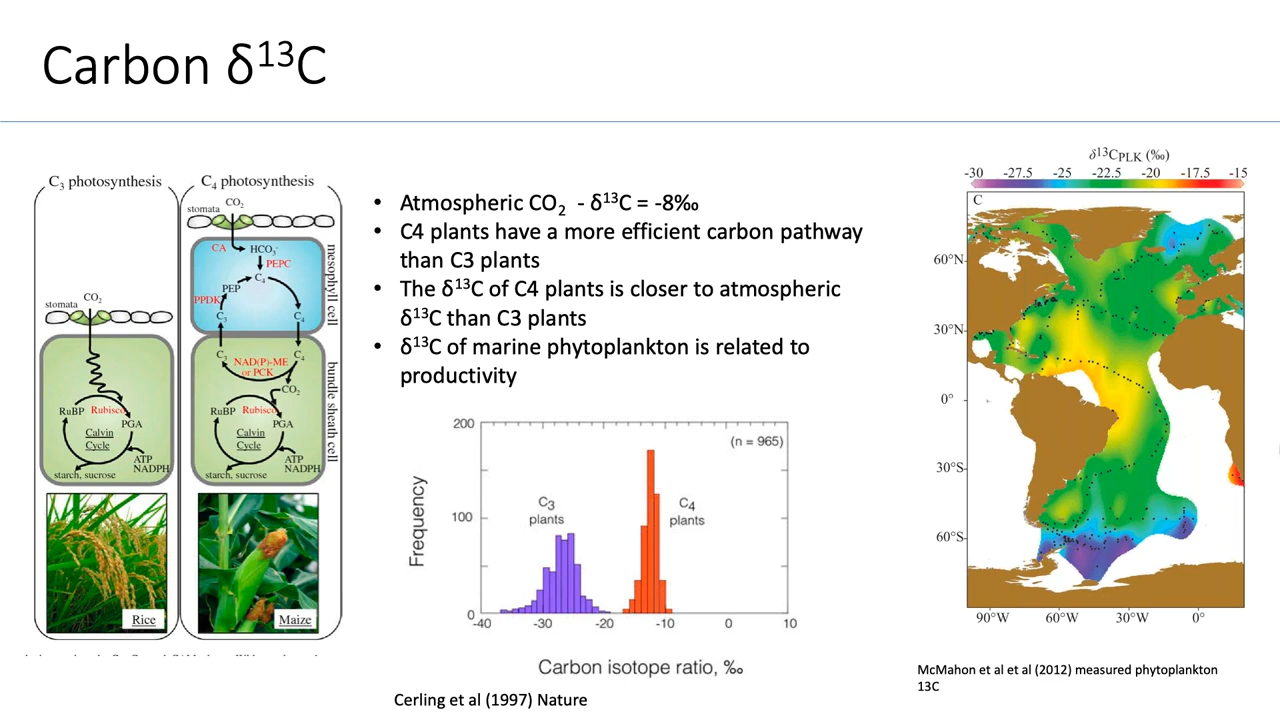 Carbon δ¹³C
C₃ photosynthesis
stomata
CO₂
RuBP
Rubisco
PGA
Calvin
Cycle
ATP
NADPH
starch, sucrose
Rice
C₄ photosynthesis
stomata
CO₂
CA
HCO₃⁻
PEPC
C₄
PEP
PPDK
C₃
C₄
mesophyll cell
C₃
C₄
NAD(P)-ME
or PCK
CO₂
RuBP
Rubisco
PGA
Calvin
Cycle
ATP
NADPH
starch, sucrose
bundle sheath cell
Maize
• Atmospheric CO₂ - δ¹³C = -8‰
• C4 plants have a more efficient carbon pathway
than C3 plants
• The δ¹³C of C4 plants is closer to atmospheric
δ¹³C than C3 plants
• δ¹³C of marine phytoplankton is related to
productivity
200
100
0
Frequency
(n = 965)
C₃
plants
C₄
plants
-40 -30 -20 -10 0 10
Carbon isotope ratio, ‰
Cerling et al (1997) Nature
δ¹³CPLK (‰)
-30 -27.5 -25 -22.5 -20 -17.5 -15
C
60°N
30°N
0°
30°S
60°S
90°W 60°W 30°W 0°
McMahon et al et al (2012) measured phytoplankton
13C